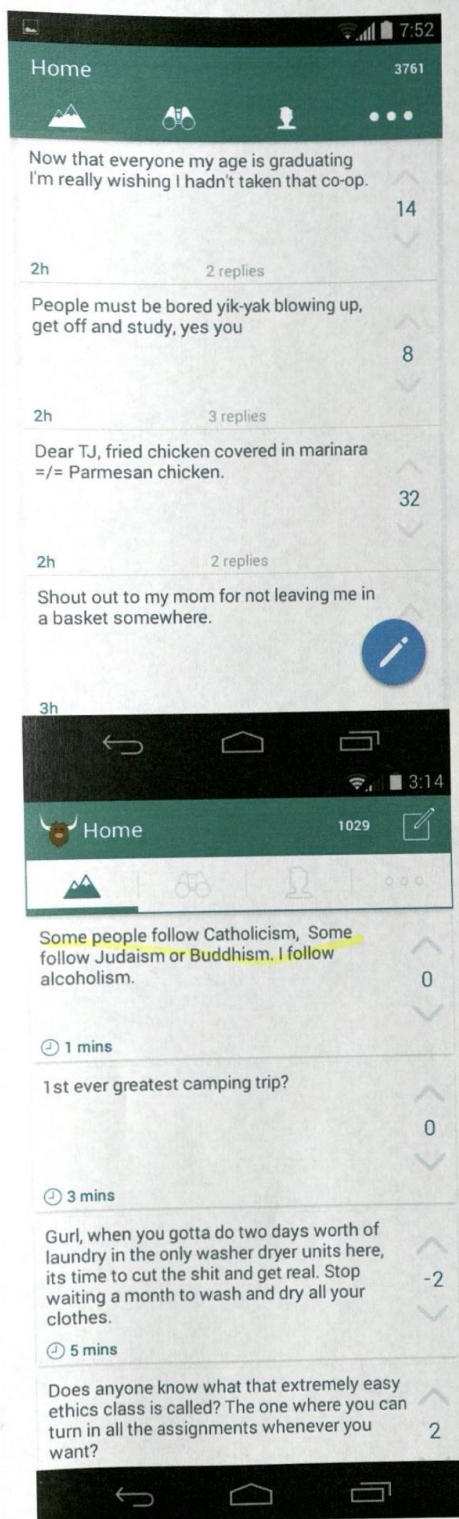 7:52
Home
3761
Now that everyone my age is graduating
I'm really wishing I hadn't taken that co-op.
14
2h
2 replies
People must be bored yik-yak blowing up,
get off and study, yes you
8
2h
3 replies
Dear TJ, fried chicken covered in marinara
=/= Parmesan chicken.
32
2h
2 replies
Shout out to my mom for not leaving me in
a basket somewhere.
3h
3:14
Home
1029
Some people follow Catholicism, Some
follow Judaism or Buddhism. I follow
alcoholism.
0
1 mins
1st ever greatest camping trip?
0
3 mins
Gurl, when you gotta do two days worth of
laundry in the only washer dryer units here,
its time to cut the shit and get real. Stop
waiting a month to wash and dry all your
clothes.
-2
5 mins
Does anyone know what that extremely easy
ethics class is called? The one where you can
turn in all the assignments whenever you
want?
2